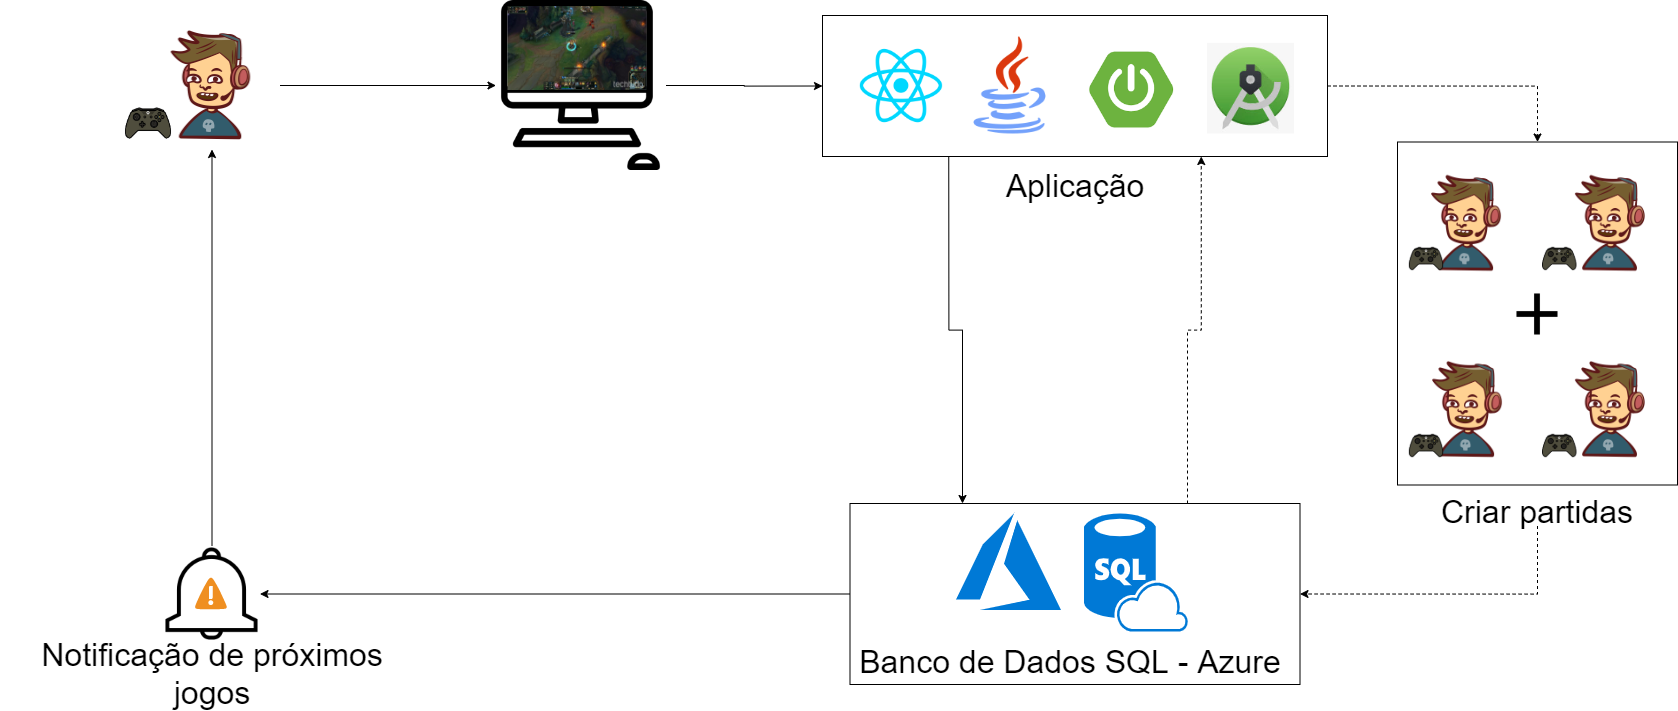 Aplicação
SQL
Criar partidas
Banco de Dados SQL - Azure
Notificação de próximos
jogos